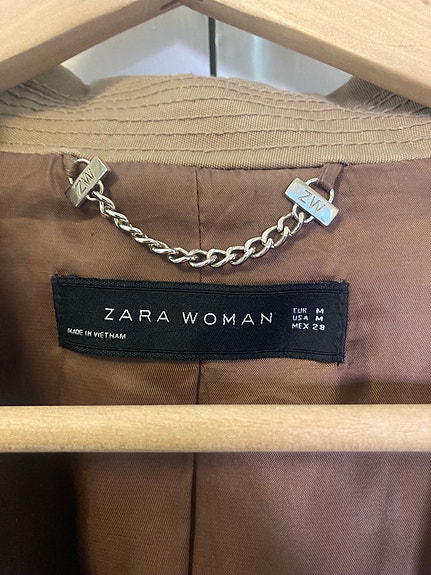 ZW
ZW
ZARA WOMAN
MADE IN VIETNAM
EUR M
USA M
MEX 28